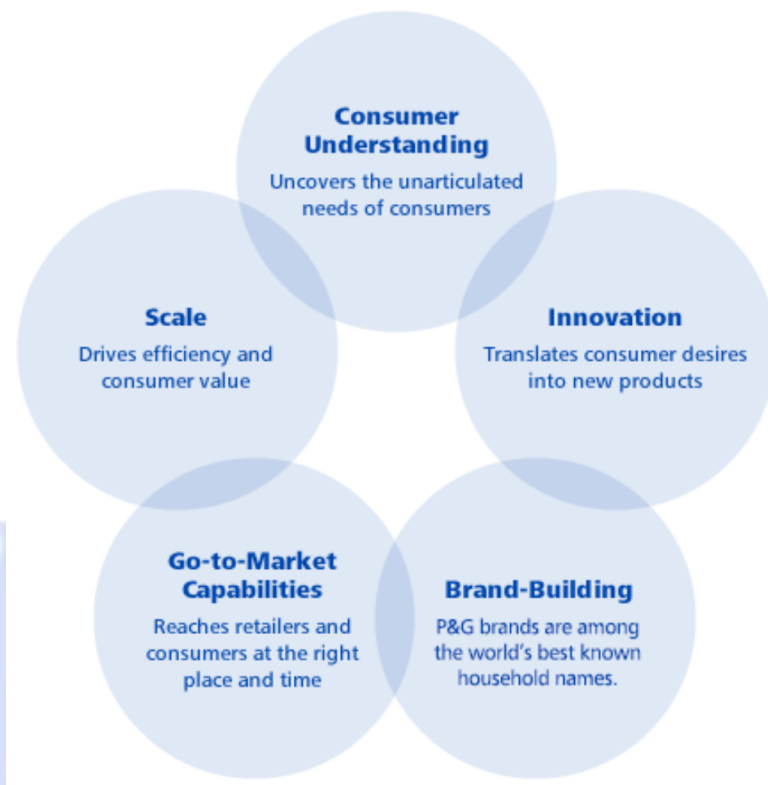 Consumer
Understanding
Uncovers the unarticulated
needs of consumers
Scale
Drives efficiency and
consumer value
Innovation
Translates consumer desires
into new products
Go-to-Market
Capabilities
Reaches retailers and
consumers at the right
place and time
Brand-Building
P&G brands are among
the world's best known
household names.